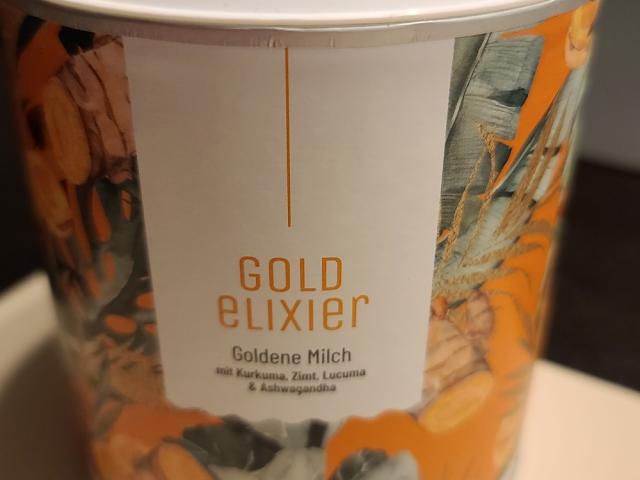 GOLD
eLIXIer
Goldene Milch
mit Kurkuma, Zimt, Lucuma
& Ashwagandha